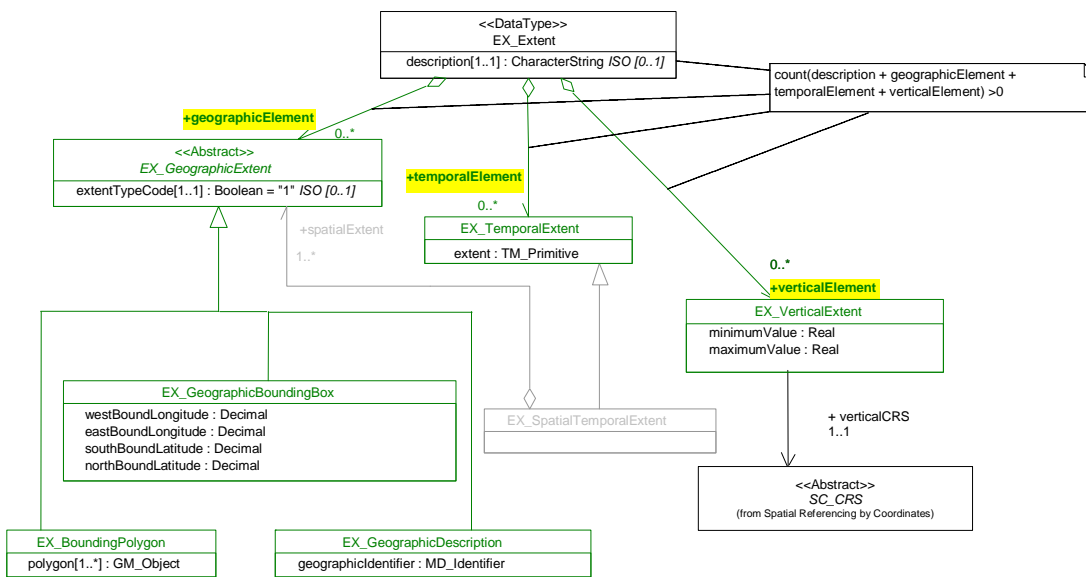 <<DataType>>
EX_Extent
description[1..1] : CharacterString ISO [0..1]
count(description + geographicElement +
temporalElement + verticalElement) >0
+geographicElement
0..*
<<Abstract>>
EX_GeographicExtent
extentTypeCode[1..1] : Boolean = "1" ISO [0..1]
+temporalElement
0..*
EX_TemporalExtent
extent : TM_Primitive
+spatialExtent
1..*
0..*
+verticalElement
EX_VerticalExtent
minimumValue : Real
maximumValue : Real
EX_GeographicBoundingBox
westBoundLongitude : Decimal
eastBoundLongitude : Decimal
southBoundLatitude : Decimal
northBoundLatitude : Decimal
EX_SpatialTemporalExtent
+ verticalCRS
1..1
<<Abstract>>
SC_CRS
(from Spatial Referencing by Coordinates)
EX_BoundingPolygon
polygon[1..*] : GM_Object
EX_GeographicDescription
geographicIdentifier : MD_Identifier